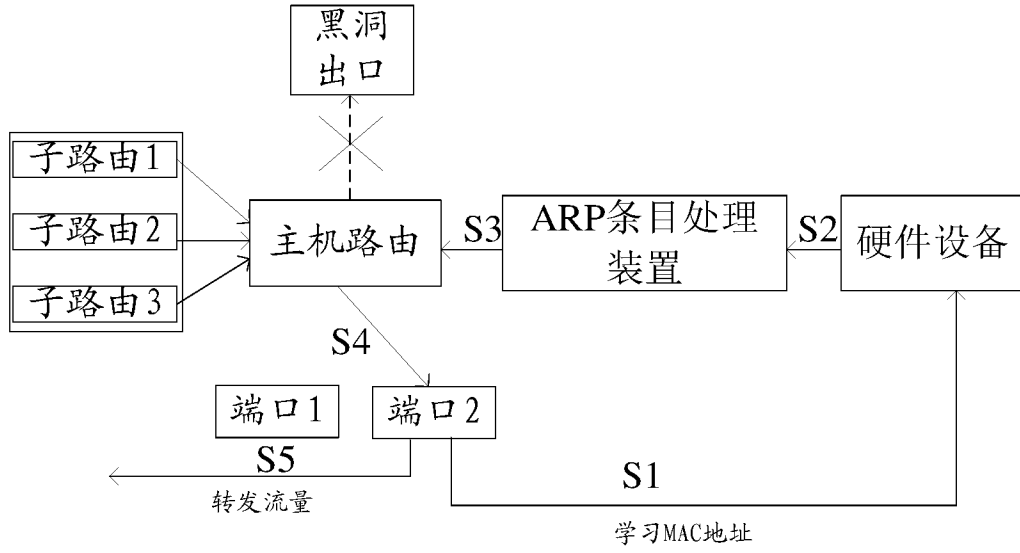 黑洞
出口
子路由1
子路由2
子路由3
主机路由
S3
ARP条目处理
装置
S2
硬件设备
S4
端口1
端口2
S5
转发流量
S1
学习MAC地址